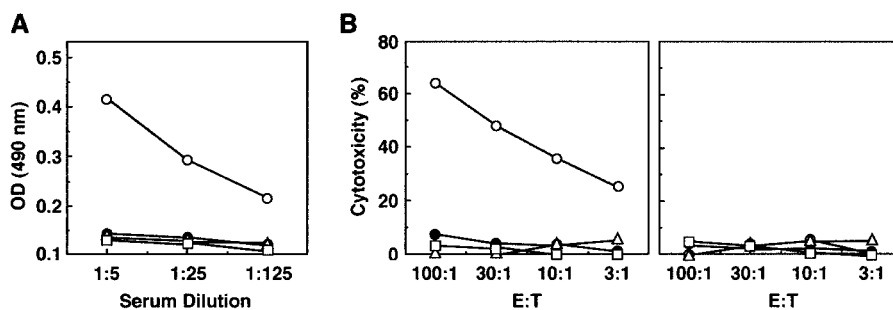 A
OD (490 nm)
0.5
0.4
0.3
0.2
0.1
1:5 1:25 1:125
Serum Dilution
B
Cytotoxicity (%)
80
60
40
20
0
100:1 30:1 10:1 3:1
E:T
100:1 30:1 10:1 3:1
E:T